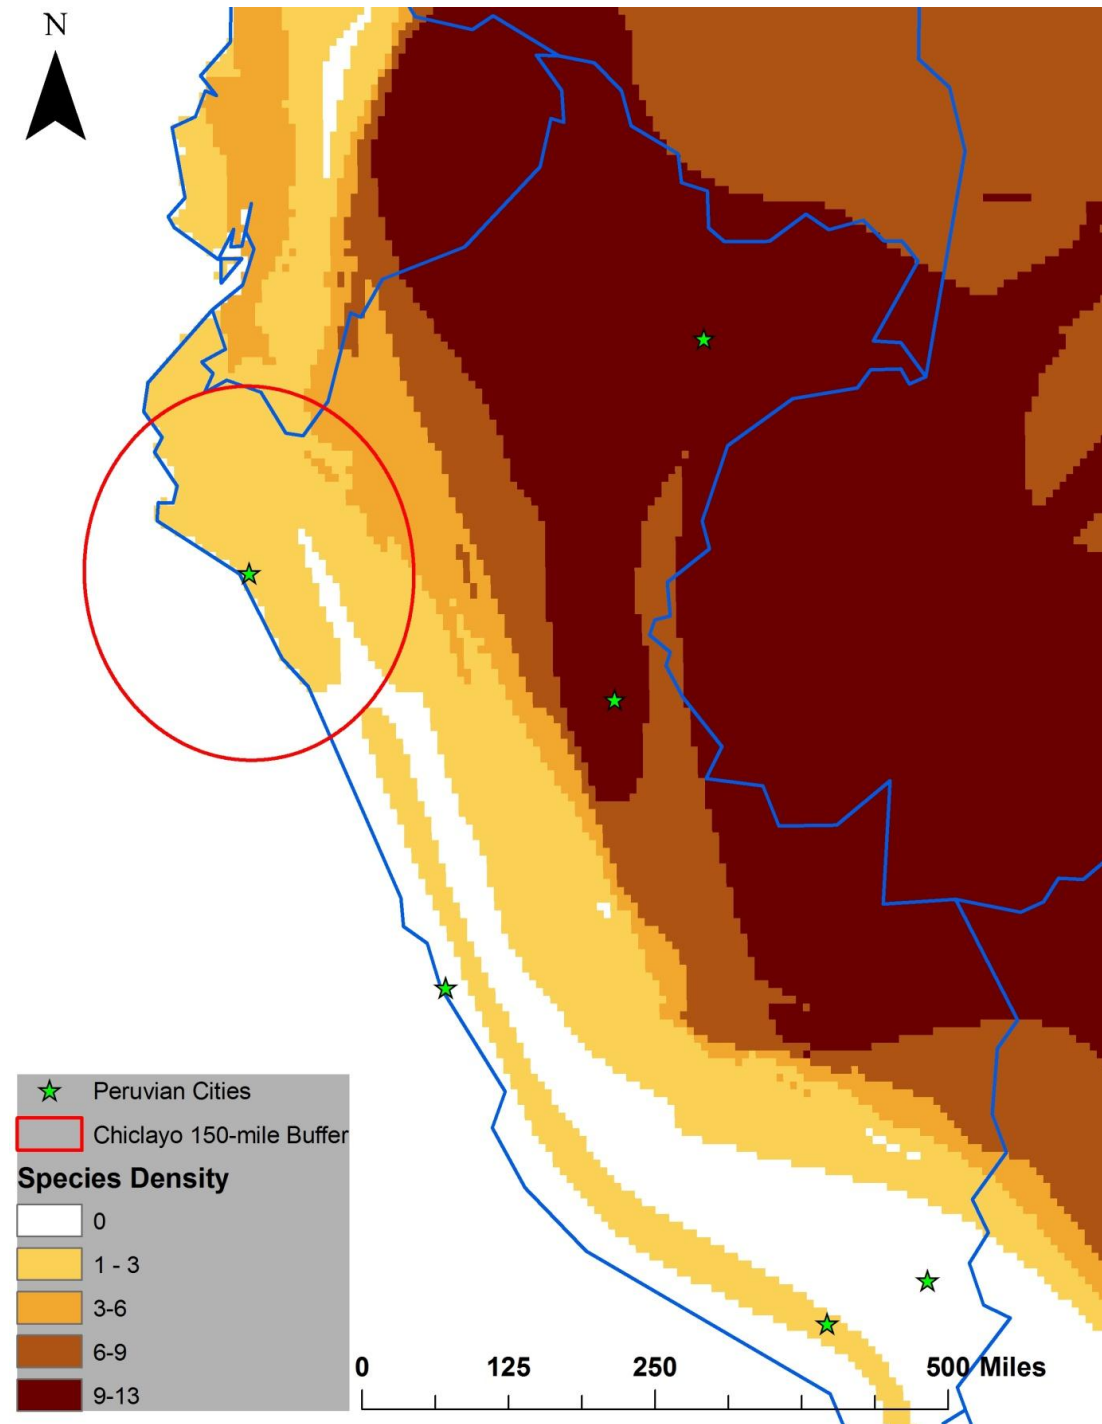 N
Peruvian Cities
Chiclayo 150-mile Buffer
Species Density
0
1 - 3
3-6
6-9
9-13
0 125 250 500 Miles